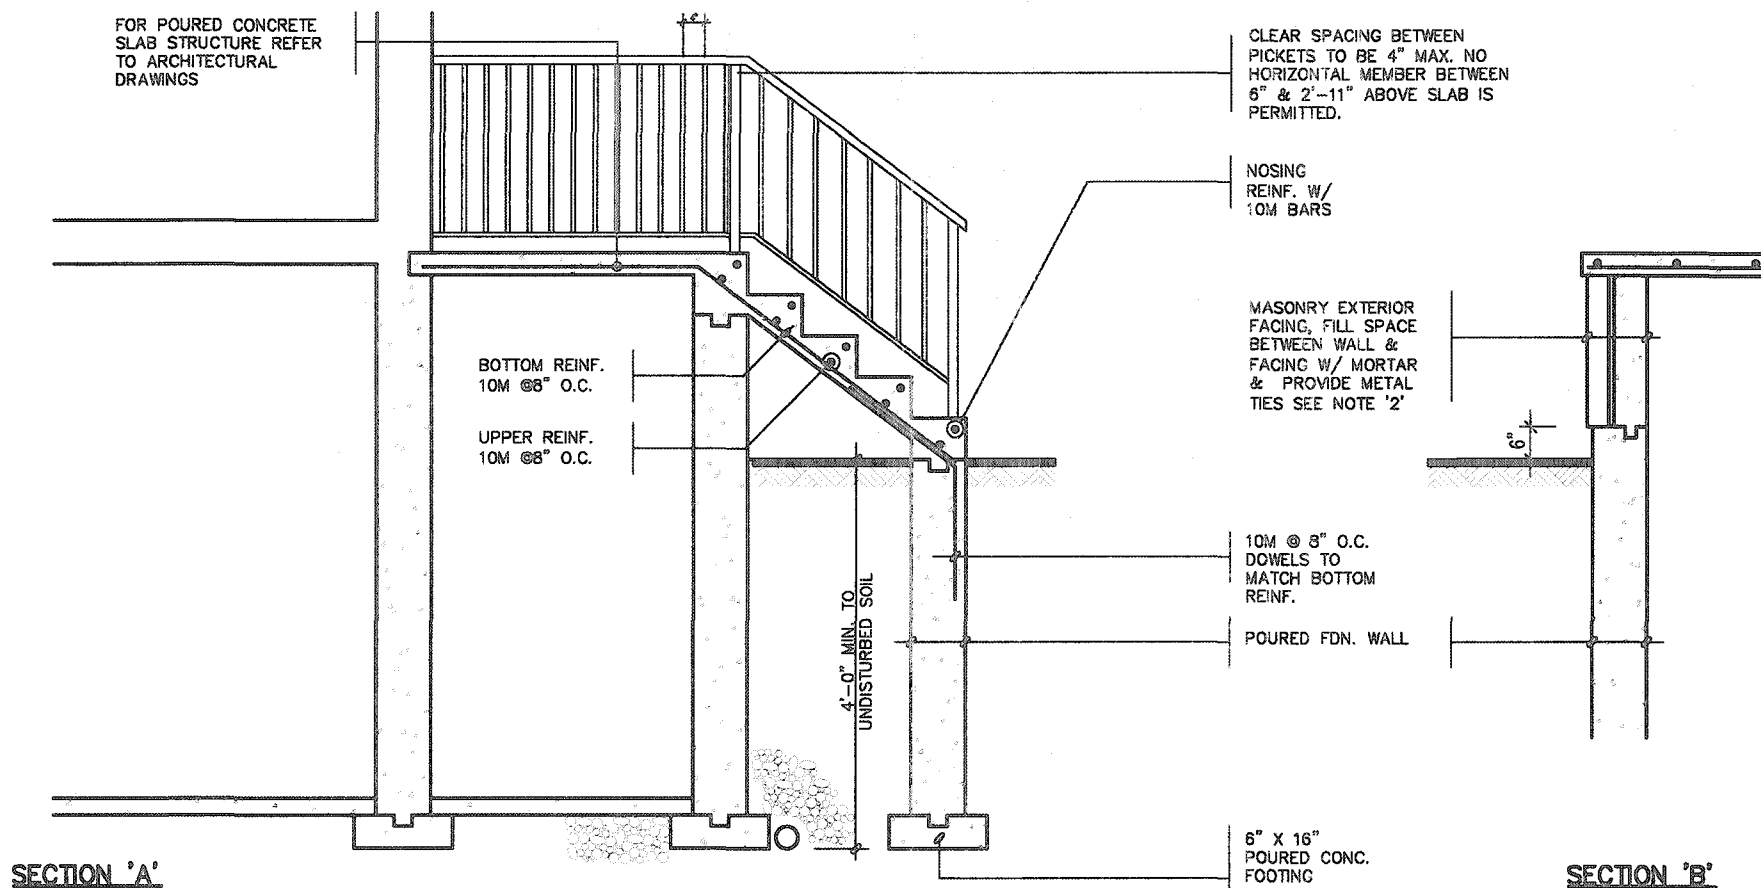 FOR POURED CONCRETE
SLAB STRUCTURE REFER
TO ARCHITECTURAL
DRAWINGS
CLEAR SPACING BETWEEN
PICKETS TO BE 4" MAX. NO
HORIZONTAL MEMBER BETWEEN
6" & 2'-11" ABOVE SLAB IS
PERMITTED.
NOSING
REINF. W/
10M BARS
MASONRY EXTERIOR
FACING, FILL SPACE
BETWEEN WALL &
FACING W/ MORTAR
& PROVIDE METAL
TIES SEE NOTE '2'
BOTTOM REINF.
10M @8" O.C.
UPPER REINF.
10M @8" O.C.
6"
10M @ 8" O.C.
DOWELS TO
MATCH BOTTOM
REINF.
4'-0" MIN. TO
UNDISTURBED SOIL
POURED FDN. WALL
6" X 16"
POURED CONC.
FOOTING
SECTION 'A'
SECTION 'B'